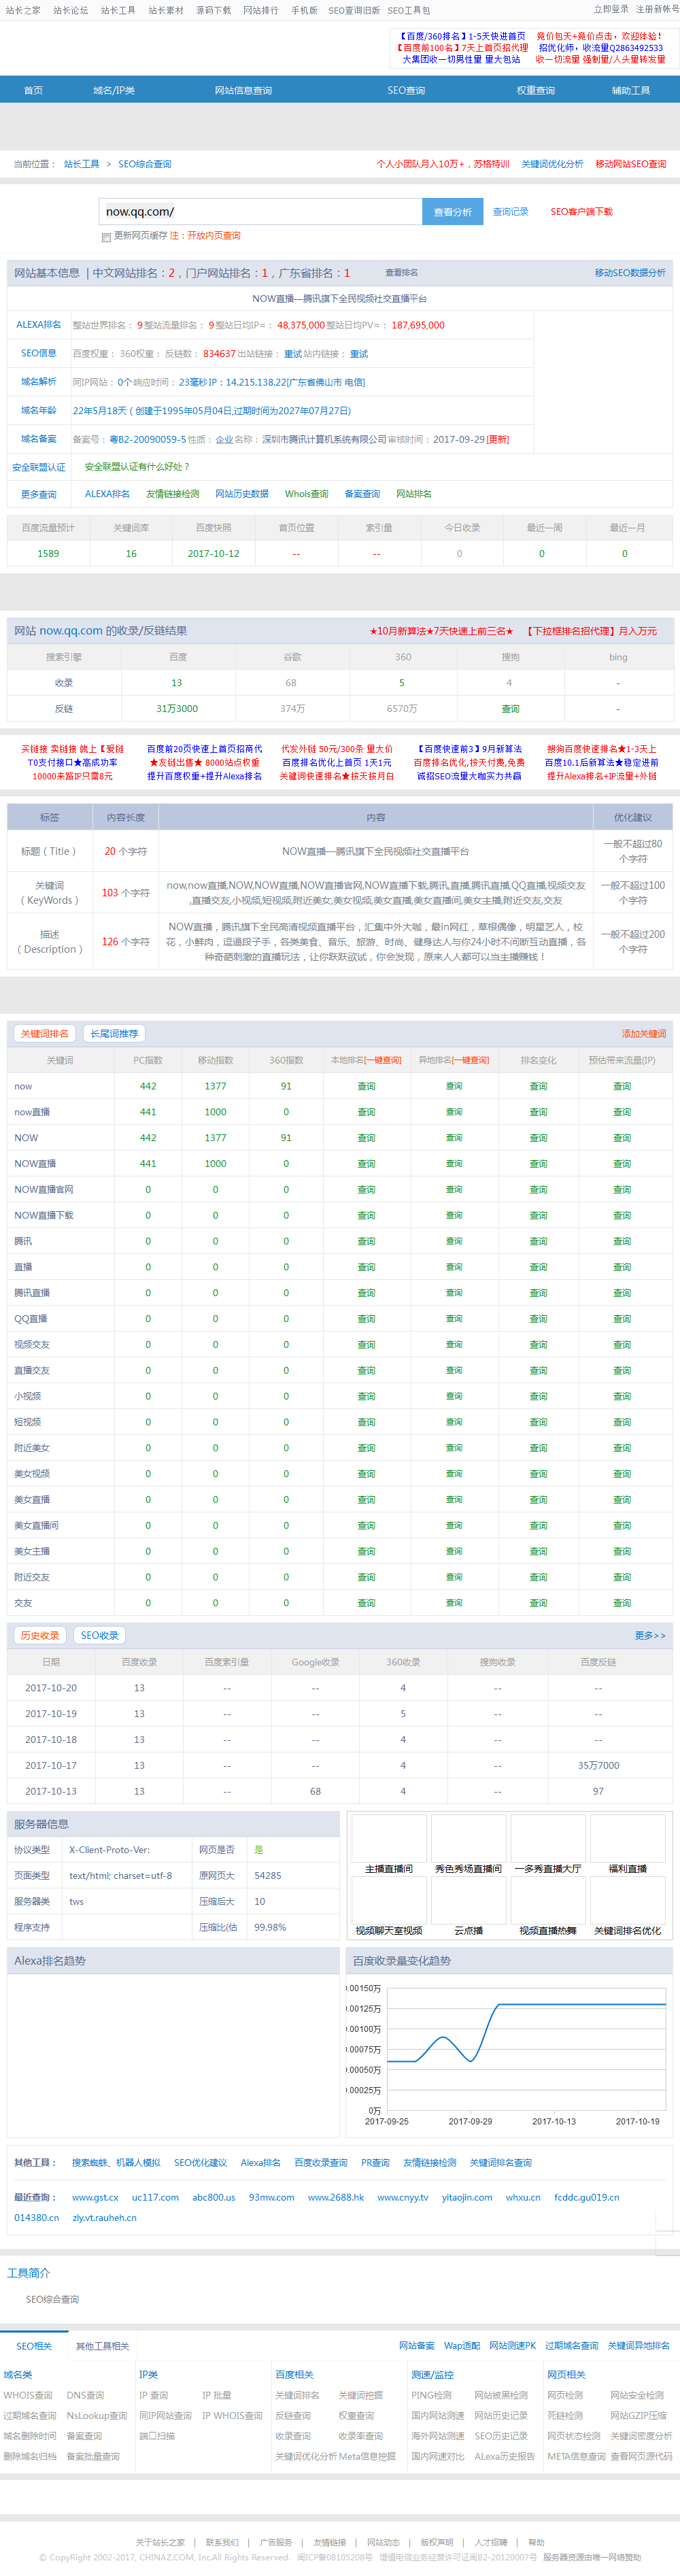 站长之家 站长论坛 站长工具 站长素材 源码下载 网站排行 手机版 SEO查询旧版 SEO工具包 立即登录 注册新帐号
【百度/360排名】1-5天快进首页 竞价包天+竞价点击，欢迎体验!
【百度前100名】7天上首页招代理 招优化师，收流量Q2863492533
大集团收一切男性量 量大包站 收一切流量 强制量/人头量转发量
首页 域名/IP类 网站信息查询 SEO查询 权重查询 辅助工具
当前位置： 站长工具 > SEO综合查询 个人小团队月入10万+，苏格特训 关键词优化分析 移动网站SEO查询
now.qq.com/ 查看分析 查询记录 SEO客户端下载
更新网页缓存 注：开放内页查询
网站基本信息 | 中文网站排名：2，门户网站排名：1，广东省排名：1 查看排名 移动SEO数据分析
NOW直播—腾讯旗下全民视频社交直播平台
ALEXA排名 整站世界排名： 9 整站流量排名： 9 整站日均IP≈： 48,375,000 整站日均PV≈： 187,695,000
SEO信息 百度权重： 360权重： 反链数： 834637 出站链接： 重试 站内链接： 重试
域名解析 同IP网站： 0个 响应时间： 23毫秒 IP：14.215.138.22[广东省佛山市 电信]
域名年龄 22年5月18天（创建于1995年05月04日,过期时间为2027年07月27日)
域名备案 备案号：粤B2-20090059-5 性质：企业 名称：深圳市腾讯计算机系统有限公司 审核时间：2017-09-29 [更新]
安全联盟认证 安全联盟认证有什么好处？
更多查询 ALEXA排名 友情链接检测 网站历史数据 Whois查询 备案查询 网站排名
百度流量预计 关键词库 百度快照 首页位置 索引量 今日收录 最近一周 最近一月
1589 16 2017-10-12 -- -- 0 0 0
网站 now.qq.com 的收录/反链结果 ★10月新算法★7天快速上前三名★ 【下拉框排名招代理】月入万元
搜索引擎 百度 谷歌 360 搜狗 bing
收录 13 68 5 4 -
反链 31万3000 374万 6570万 查询 -
买链接 卖链接 就上【爱链 百度前20页快速上首页招商代 代发外链 50元/300条 量大价 【百度快速前3】9月新算法 搜狗百度快速排名★1-3天上
T0支付接口★高成功率 ★友链出售★ 8000站点权重 百度排名优化上首页 1天1元 百度排名优化,按天付费,免费 百度10.1后新算法★稳定进前
10000来路IP只需8元 提升百度权重+提升Alexa排名 关键词快速排名★按天按月白 诚招SEO流量大咖实力共赢 提升Alexa排名+IP流量+外链
标签 内容长度 内容 优化建议
标题（Title） 20 个字符 NOW直播—腾讯旗下全民视频社交直播平台 一般不超过80个字符
关键词（KeyWords） 103 个字符 now,now直播,NOW,NOW直播,NOW直播官网,NOW直播下载,腾讯,直播,腾讯直播,QQ直播,视频交友,直播交友,小视频,短视频,附近美女,美女视频,美女直播,美女直播间,美女主播,附近交友,交友 一般不超过100个字符
描述（Description） 126 个字符 NOW直播，腾讯旗下全民高清视频直播平台，汇集中外大咖，最in网红，草根偶像，明星艺人，校花，小鲜肉，逗逼段子手，各类美食、音乐、旅游、时尚、健身达人与你24小时不间断互动直播，各种奇葩刺激的直播玩法，让你跃跃欲试，你会发现，原来人人都可以当主播赚钱！ 一般不超过200个字符
关键词排名 长尾词推荐 添加关键词
关键词 PC指数 移动指数 360指数 本地排名[一键查询] 异地排名[一键查询] 排名变化 预估带来流量(IP)
now 442 1377 91 查询 查询 查询 查询
now直播 441 1000 0 查询 查询 查询 查询
NOW 442 1377 91 查询 查询 查询 查询
NOW直播 441 1000 0 查询 查询 查询 查询
NOW直播官网 0 0 0 查询 查询 查询 查询
NOW直播下载 0 0 0 查询 查询 查询 查询
腾讯 0 0 0 查询 查询 查询 查询
直播 0 0 0 查询 查询 查询 查询
腾讯直播 0 0 0 查询 查询 查询 查询
QQ直播 0 0 0 查询 查询 查询 查询
视频交友 0 0 0 查询 查询 查询 查询
直播交友 0 0 0 查询 查询 查询 查询
小视频 0 0 0 查询 查询 查询 查询
短视频 0 0 0 查询 查询 查询 查询
附近美女 0 0 0 查询 查询 查询 查询
美女视频 0 0 0 查询 查询 查询 查询
美女直播 0 0 0 查询 查询 查询 查询
美女直播间 0 0 0 查询 查询 查询 查询
美女主播 0 0 0 查询 查询 查询 查询
附近交友 0 0 0 查询 查询 查询 查询
交友 0 0 0 查询 查询 查询 查询
历史收录 SEO收录 更多>>
日期 百度收录 百度索引量 Google收录 360收录 搜狗收录 百度反链
2017-10-20 13 -- -- 4 -- --
2017-10-19 13 -- -- 5 -- --
2017-10-18 13 -- -- 4 -- --
2017-10-17 13 -- -- 4 -- 35万7000
2017-10-13 13 -- 68 4 -- 97
服务器信息
协议类型 X-Client-Proto-Ver: 网页是否 是
页面类型 text/html; charset=utf-8 原网页大 54285
服务器类 tws 压缩后大 10
程序支持 压缩比(估 99.98%
主播直播间 秀色秀场直播间 一多秀直播大厅 福利直播
视频聊天室视频 云点播 视频直播热舞 关键词排名优化
Alexa排名趋势
百度收录量变化趋势
0.00150万
0.00125万
0.00100万
0.00075万
0.00050万
0.00025万
0万
2017-09-25 2017-09-29 2017-10-13 2017-10-19
其他工具： 搜索蜘蛛、机器人模拟 SEO优化建议 Alexa排名 百度收录查询 PR查询 友情链接检测 关键词排名查询
最近查询： www.gst.cx uc117.com abc800.us 93mw.com www.2688.hk www.cnyy.tv yitaojin.com whxu.cn fcddc.gu019.cn
014380.cn zly.vt.rauheh.cn
工具简介
SEO综合查询
SEO相关 其他工具相关 网站备案 Wap适配 网站测速PK 过期域名查询 关键词异地排名
域名类 IP类 百度相关 测速/监控 网页相关
WHOIS查询 DNS查询 IP 查询 IP 批量 关键词排名 关键词挖掘 PING检测 网站被黑检测 网页检测 网站安全检测
过期域名查询 NsLookup查询 同IP网站查询 IP WHOIS查询 反链查询 权重查询 国内网站测速 网站历史记录 死链检测 网站GZIP压缩
域名删除时间 备案查询 端口扫描 收录查询 收录率查询 海外网站测速 SEO历史记录 网页状态检测 关键词密度分析
删除域名归档 备案批量查询 关键词优化分析 Meta信息挖掘 国内网速对比 ALexa历史报告 META信息查询 查看网页源代码
关于站长之家 | 联系我们 | 广告服务 | 友情链接 | 网站动态 | 版权声明 | 人才招聘 | 帮助
© CopyRight 2002-2017, CHINAZ.COM, Inc.All Rights Reserved. 闽ICP备08105208号 增值电信业务经营许可证闽B2-20120007号 服务器资源由唯一网络赞助